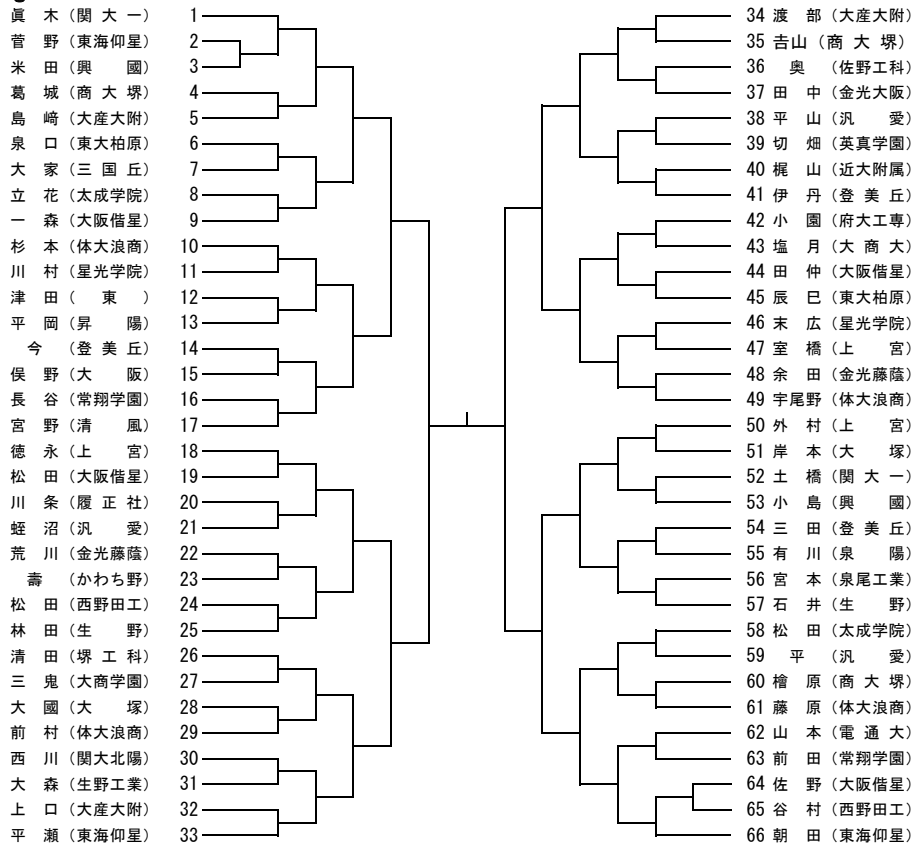 眞 木（関 大 一） 1
菅 野（東海仰星） 2
米 田（興 國） 3
葛 城（商 大 堺） 4
島 﨑（大産大附） 5
泉 口（東大柏原） 6
大 家（三 国 丘） 7
立 花（太成学院） 8
一 森（大阪偕星） 9
杉 本（体大浪商） 10
川 村（星光学院） 11
津 田（ 東 ） 12
平 岡（昇 陽） 13
今 （登 美 丘） 14
俣 野（大 阪） 15
長 谷（常翔学園） 16
宮 野（清 風） 17
徳 永（上 宮） 18
松 田（大阪偕星） 19
川 条（履 正 社） 20
蛭 沼（汎 愛） 21
荒 川（金光藤蔭） 22
壽 （かわち野） 23
松 田（西野田工） 24
林 田（生 野） 25
清 田（堺 工 科） 26
三 鬼（大商学園） 27
大 國（大 塚） 28
前 村（体大浪商） 29
西 川（関大北陽） 30
大 森（生野工業） 31
上 口（大産大附） 32
平 瀬（東海仰星） 33
34 渡 部（大産大附）
35 𠮷山（商 大 堺）
36 奥 （佐野工科）
37 田 中（金光大阪）
38 平 山（汎 愛）
39 切 畑（英真学園）
40 梶 山（近大附属）
41 伊 丹（登 美 丘）
42 小 園（府大工専）
43 塩 月（大 商 大）
44 田 仲（大阪偕星）
45 辰 巳（東大柏原）
46 末 広（星光学院）
47 室 橋（上 宮）
48 余 田（金光藤蔭）
49 宇尾野（体大浪商）
50 外 村（上 宮）
51 岸 本（大 塚）
52 土 橋（関 大 一）
53 小 島（興 國）
54 三 田（登 美 丘）
55 有 川（泉 陽）
56 宮 本（泉尾工業）
57 石 井（生 野）
58 松 田（太成学院）
59 平 （汎 愛）
60 檜 原（商 大 堺）
61 藤 原（体大浪商）
62 山 本（電 通 大）
63 前 田（常翔学園）
64 佐 野（大阪偕星）
65 谷 村（西野田工）
66 朝 田（東海仰星）